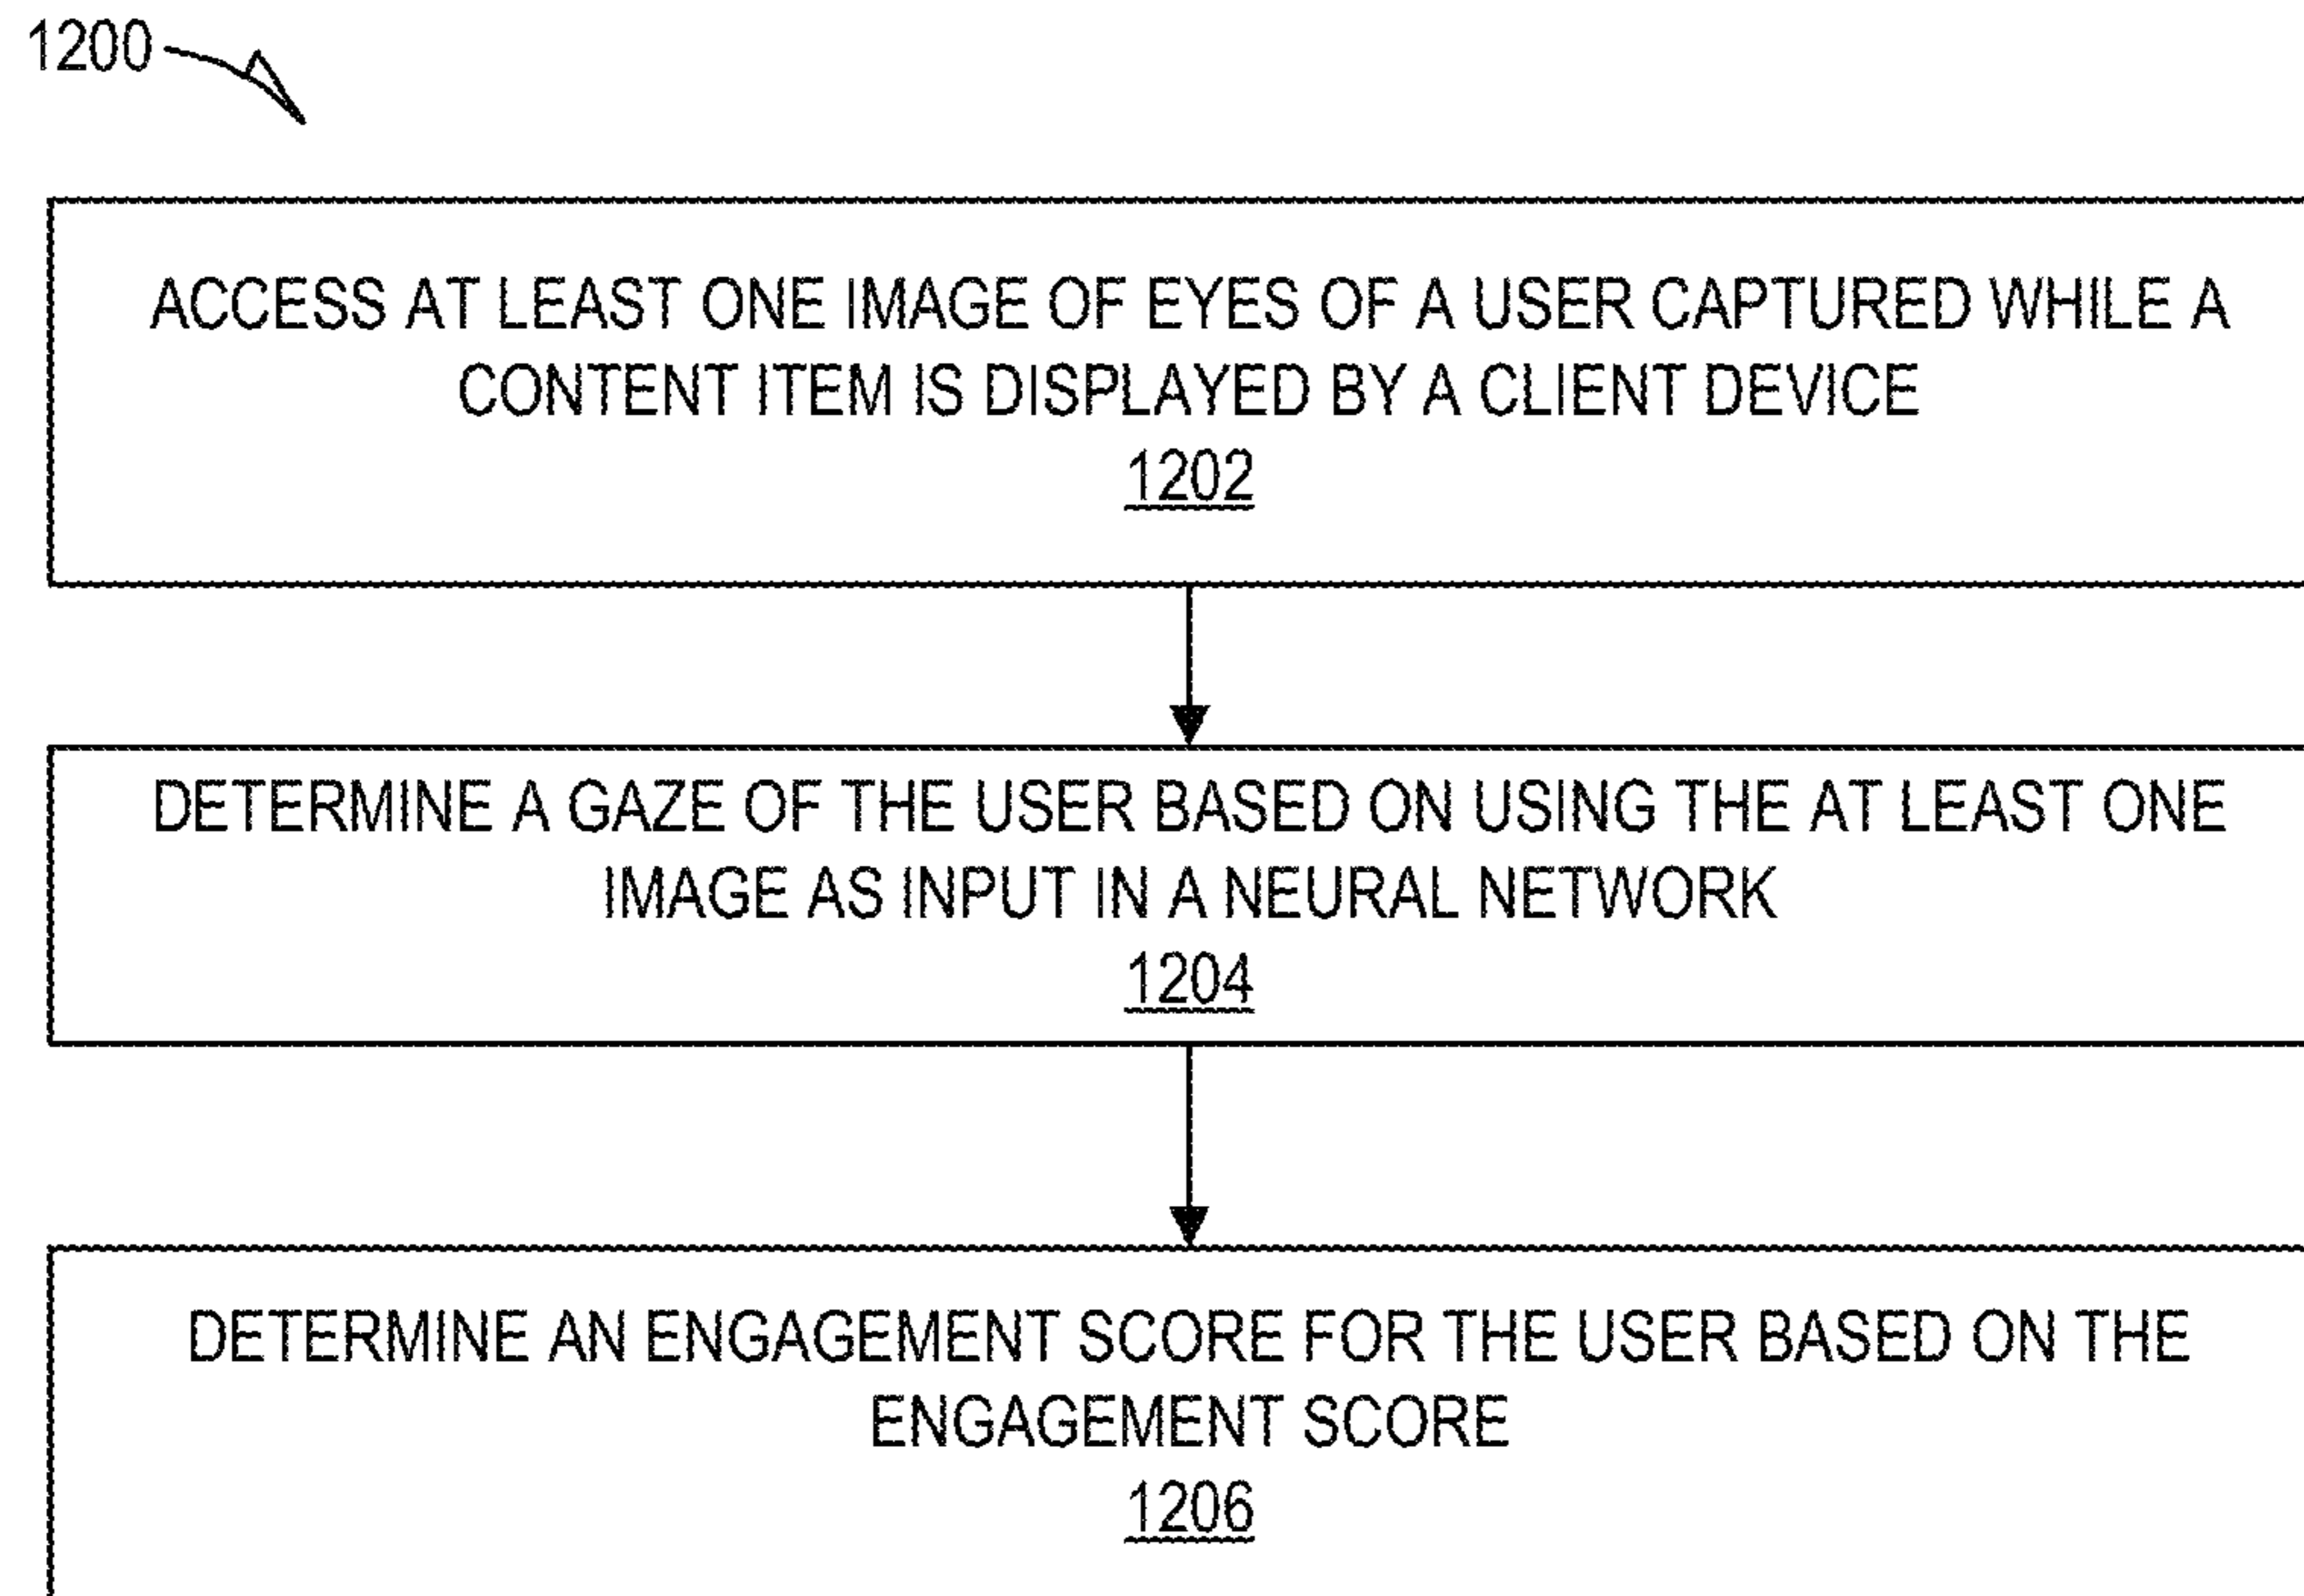 1200
ACCESS AT LEAST ONE IMAGE OF EYES OF A USER CAPTURED WHILE A
CONTENT ITEM IS DISPLAYED BY A CLIENT DEVICE
1202
DETERMINE A GAZE OF THE USER BASED ON USING THE AT LEAST ONE
IMAGE AS INPUT IN A NEURAL NETWORK
1204
DETERMINE AN ENGAGEMENT SCORE FOR THE USER BASED ON THE
ENGAGEMENT SCORE
1206